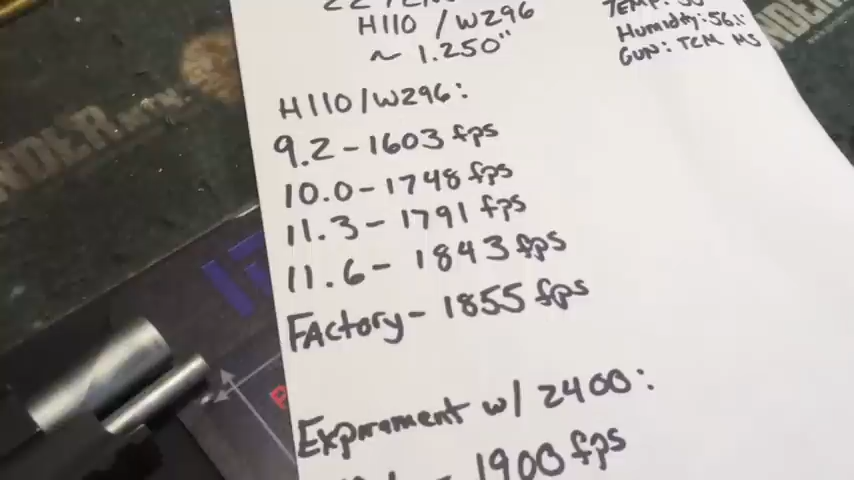 H110 / W296
~ 1.250"
Humidity: 56%
GUN: TCM MS
H110/W296:
9.2 - 1603 fps
10.0 - 1748 fps
11.3 - 1791 fps
11.6 - 1843 fps
FActory - 1855 fps
Exprament w/ 2400:
- 1900 fps